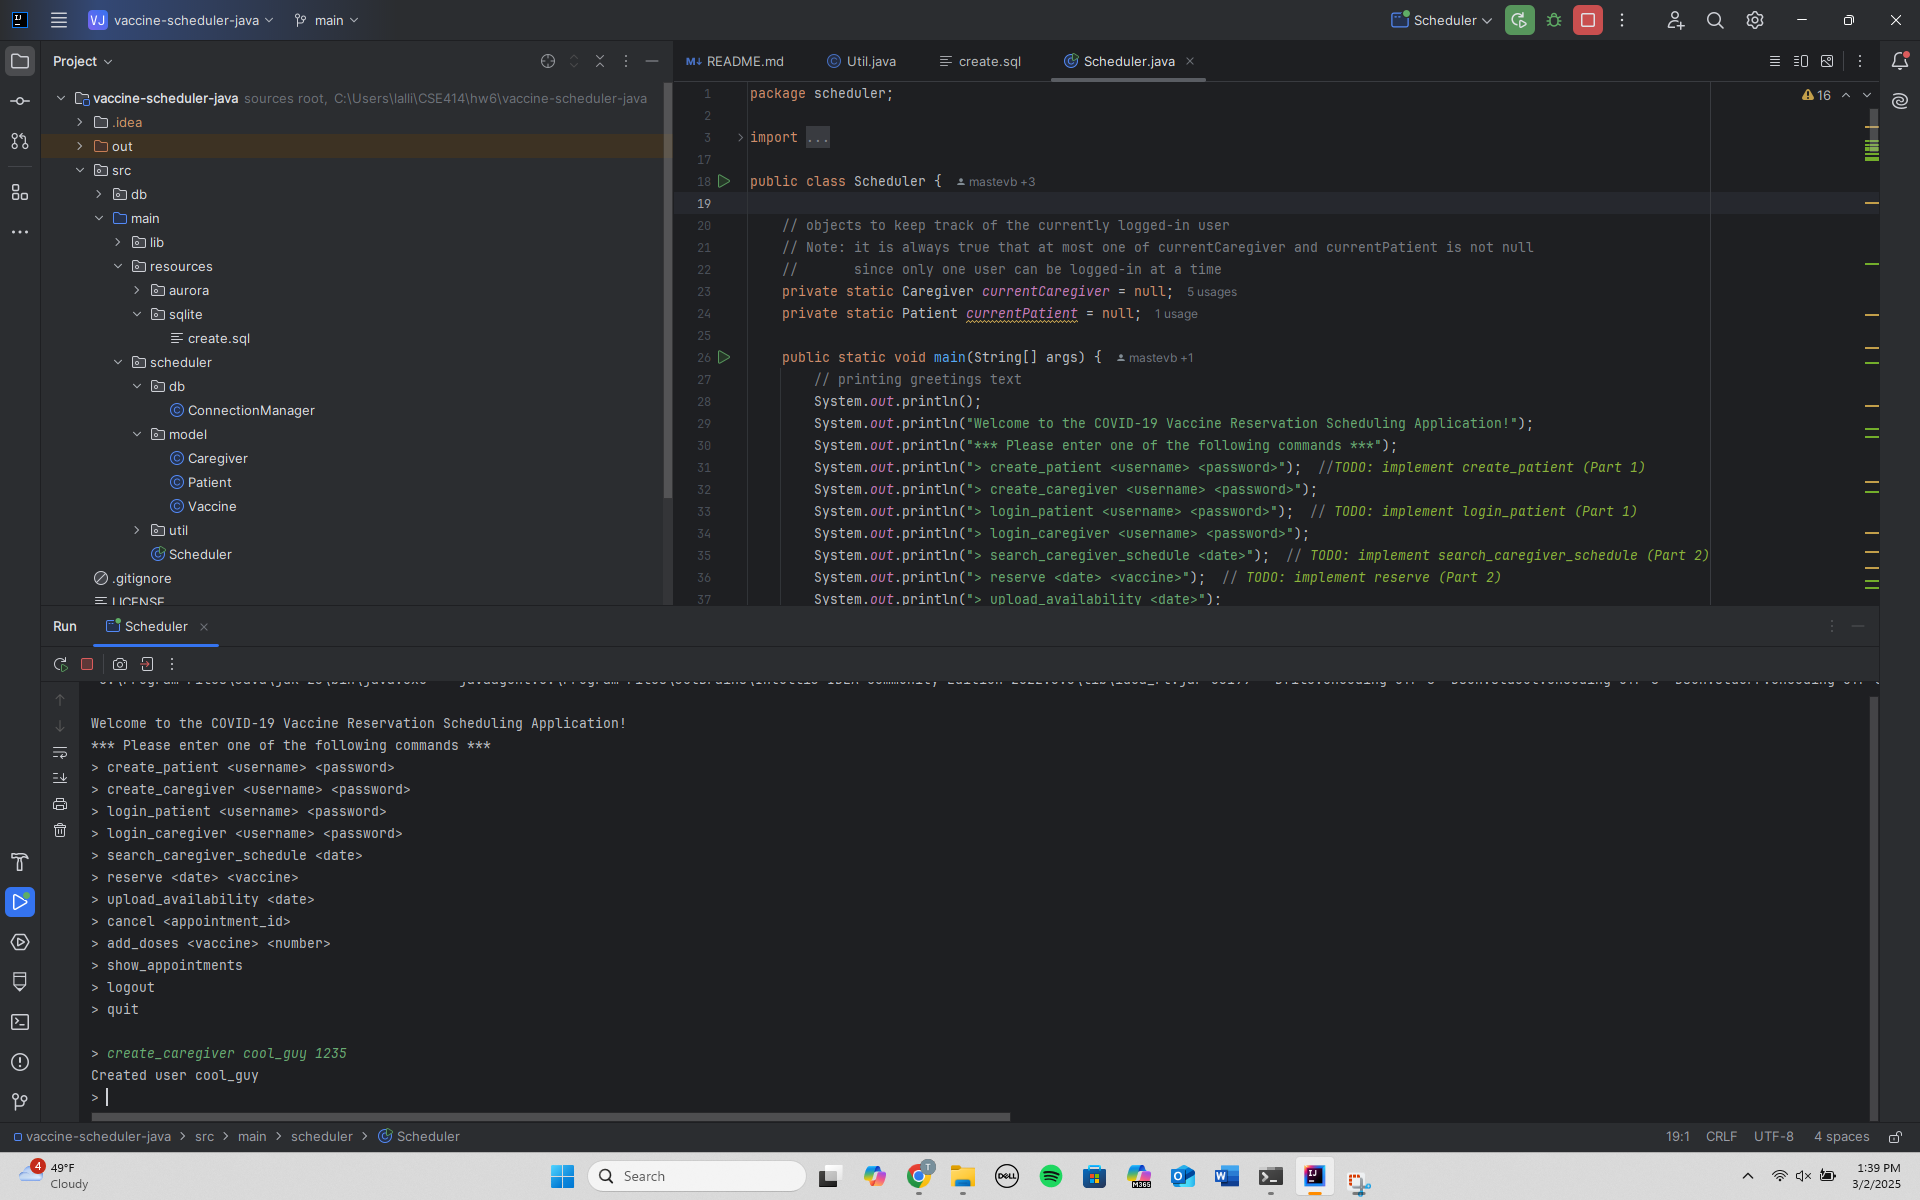 VJ vaccine-scheduler-java main Scheduler
Project
vaccine-scheduler-java sources root, C:\Users\lalli\CSE414\hw6\vaccine-scheduler-java
.idea
out
src
db
main
lib
resources
aurora
sqlite
create.sql
scheduler
db
ConnectionManager
model
Caregiver
Patient
Vaccine
util
Scheduler
.gitignore
LICENSE
README.md Util.java create.sql Scheduler.java
16
1 package scheduler;
2
3 import ...
17
18 public class Scheduler { mastevb +3
19
20 // objects to keep track of the currently logged-in user
21 // Note: it is always true that at most one of currentCaregiver and currentPatient is not null
22 //       since only one user can be logged-in at a time
23 private static Caregiver currentCaregiver = null; 5 usages
24 private static Patient currentPatient = null; 1 usage
25
26 public static void main(String[] args) { mastevb +1
27 // printing greetings text
28 System.out.println();
29 System.out.println("Welcome to the COVID-19 Vaccine Reservation Scheduling Application!");
30 System.out.println("*** Please enter one of the following commands ***");
31 System.out.println("> create_patient <username> <password>");  //TODO: implement create_patient (Part 1)
32 System.out.println("> create_caregiver <username> <password>");
33 System.out.println("> login_patient <username> <password>");  // TODO: implement login_patient (Part 1)
34 System.out.println("> login_caregiver <username> <password>");
35 System.out.println("> search_caregiver_schedule <date>");  // TODO: implement search_caregiver_schedule (Part 2)
36 System.out.println("> reserve <date> <vaccine>");  // TODO: implement reserve (Part 2)
37 System.out.println("> upload_availability <date>");
Run Scheduler
Welcome to the COVID-19 Vaccine Reservation Scheduling Application!
*** Please enter one of the following commands ***
> create_patient <username> <password>
> create_caregiver <username> <password>
> login_patient <username> <password>
> login_caregiver <username> <password>
> search_caregiver_schedule <date>
> reserve <date> <vaccine>
> upload_availability <date>
> cancel <appointment_id>
> add_doses <vaccine> <number>
> show_appointments
> logout
> quit
> create_caregiver cool_guy 1235
Created user cool_guy
>
vaccine-scheduler-java > src > main > scheduler > Scheduler 19:1 CRLF UTF-8 4 spaces
4 49°F
Cloudy
Search
T
DELL
M365
1:39 PM
3/2/2025